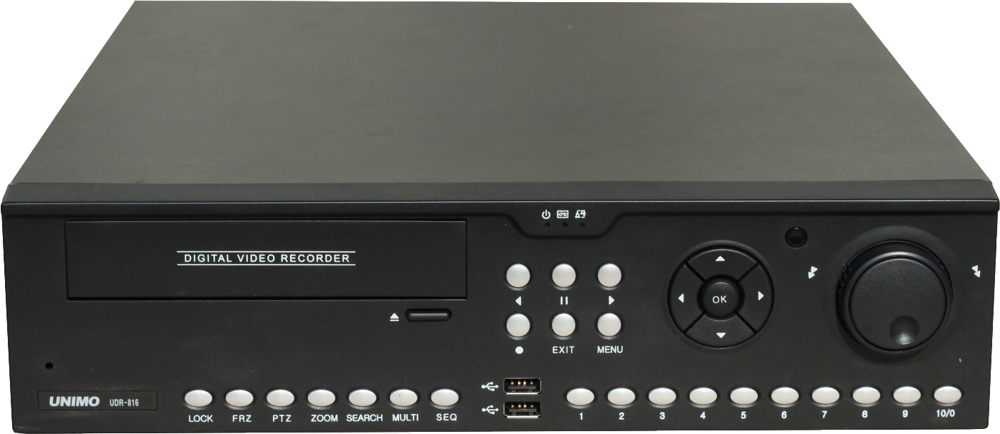 DIGITAL VIDEO RECORDER
OK
EXIT MENU
UNIMO UDR-816
LOCK FRZ PTZ ZOOM SEARCH MULTI SEQ
1 2 3 4 5 6 7 8 9 10/0